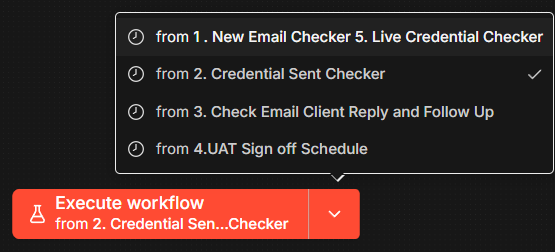 from 1 . New Email Checker 5. Live Credential Checker
from 2. Credential Sent Checker
from 3. Check Email Client Reply and Follow Up
from 4.UAT Sign off Schedule
Execute workflow
from 2. Credential Sen...Checker